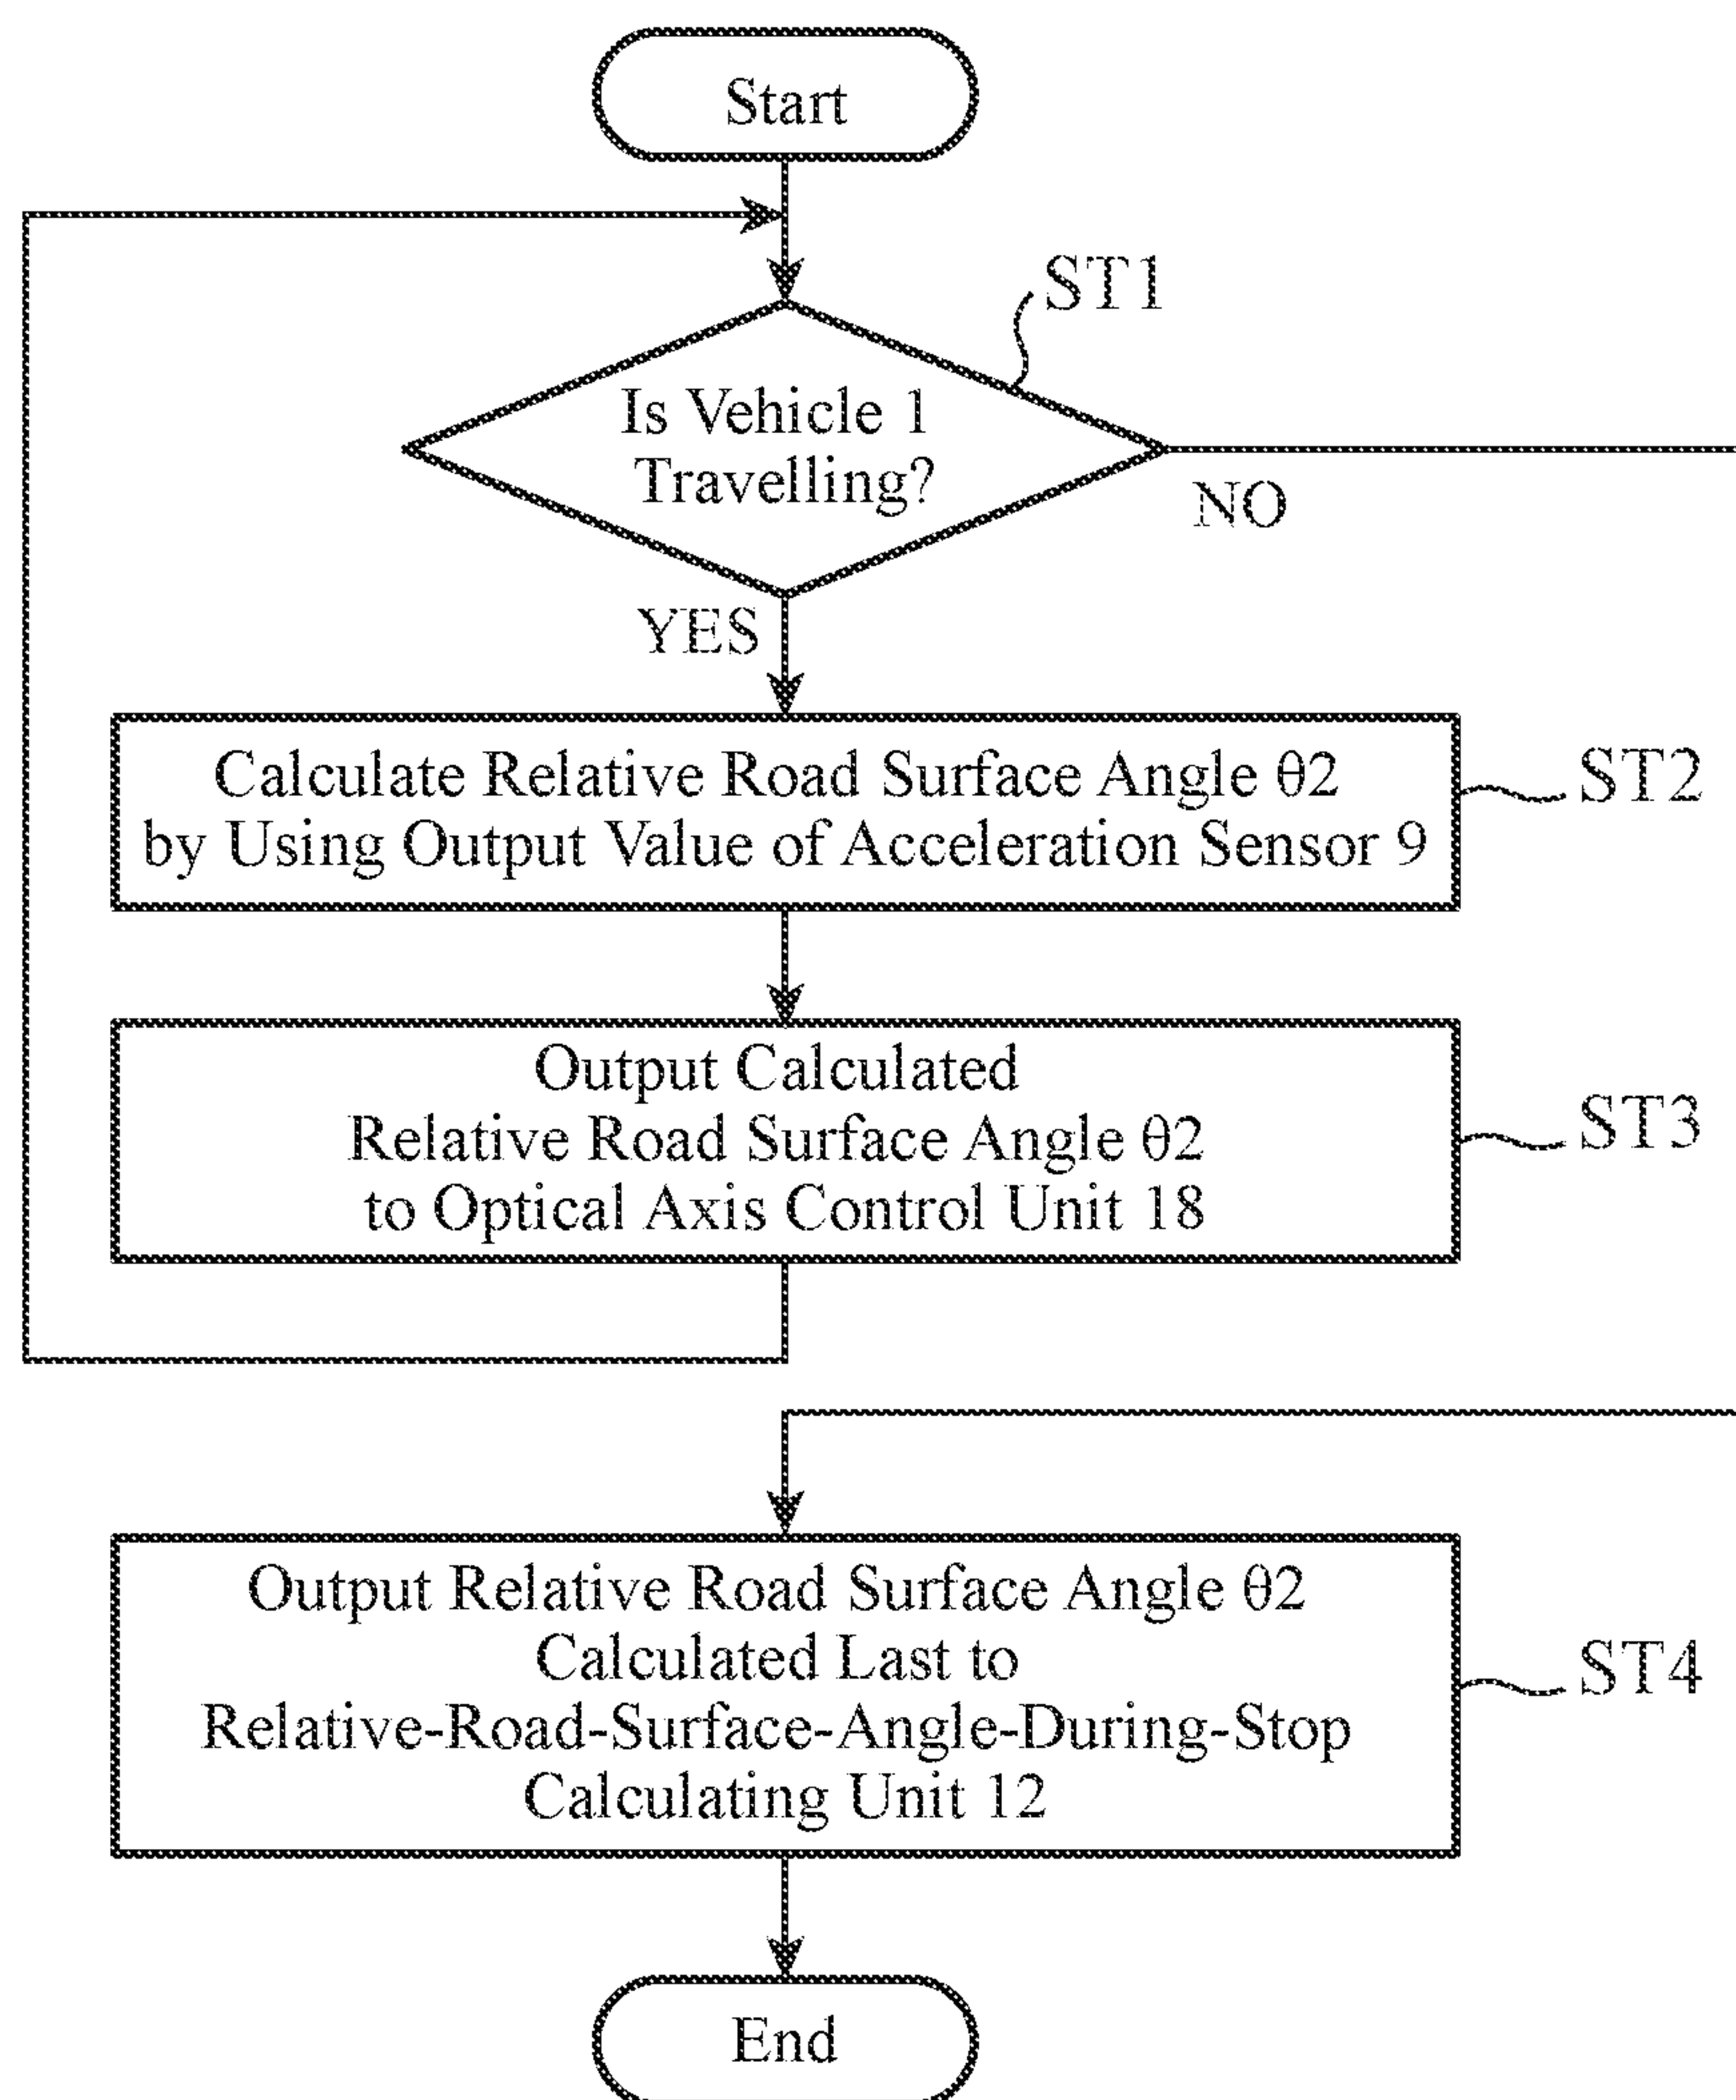 Start
ST1
Is Vehicle 1
Travelling?
NO
YES
Calculate Relative Road Surface Angle θ2
by Using Output Value of Acceleration Sensor 9
ST2
Output Calculated
Relative Road Surface Angle θ2
to Optical Axis Control Unit 18
ST3
Output Relative Road Surface Angle θ2
Calculated Last to
Relative-Road-Surface-Angle-During-Stop
Calculating Unit 12
ST4
End